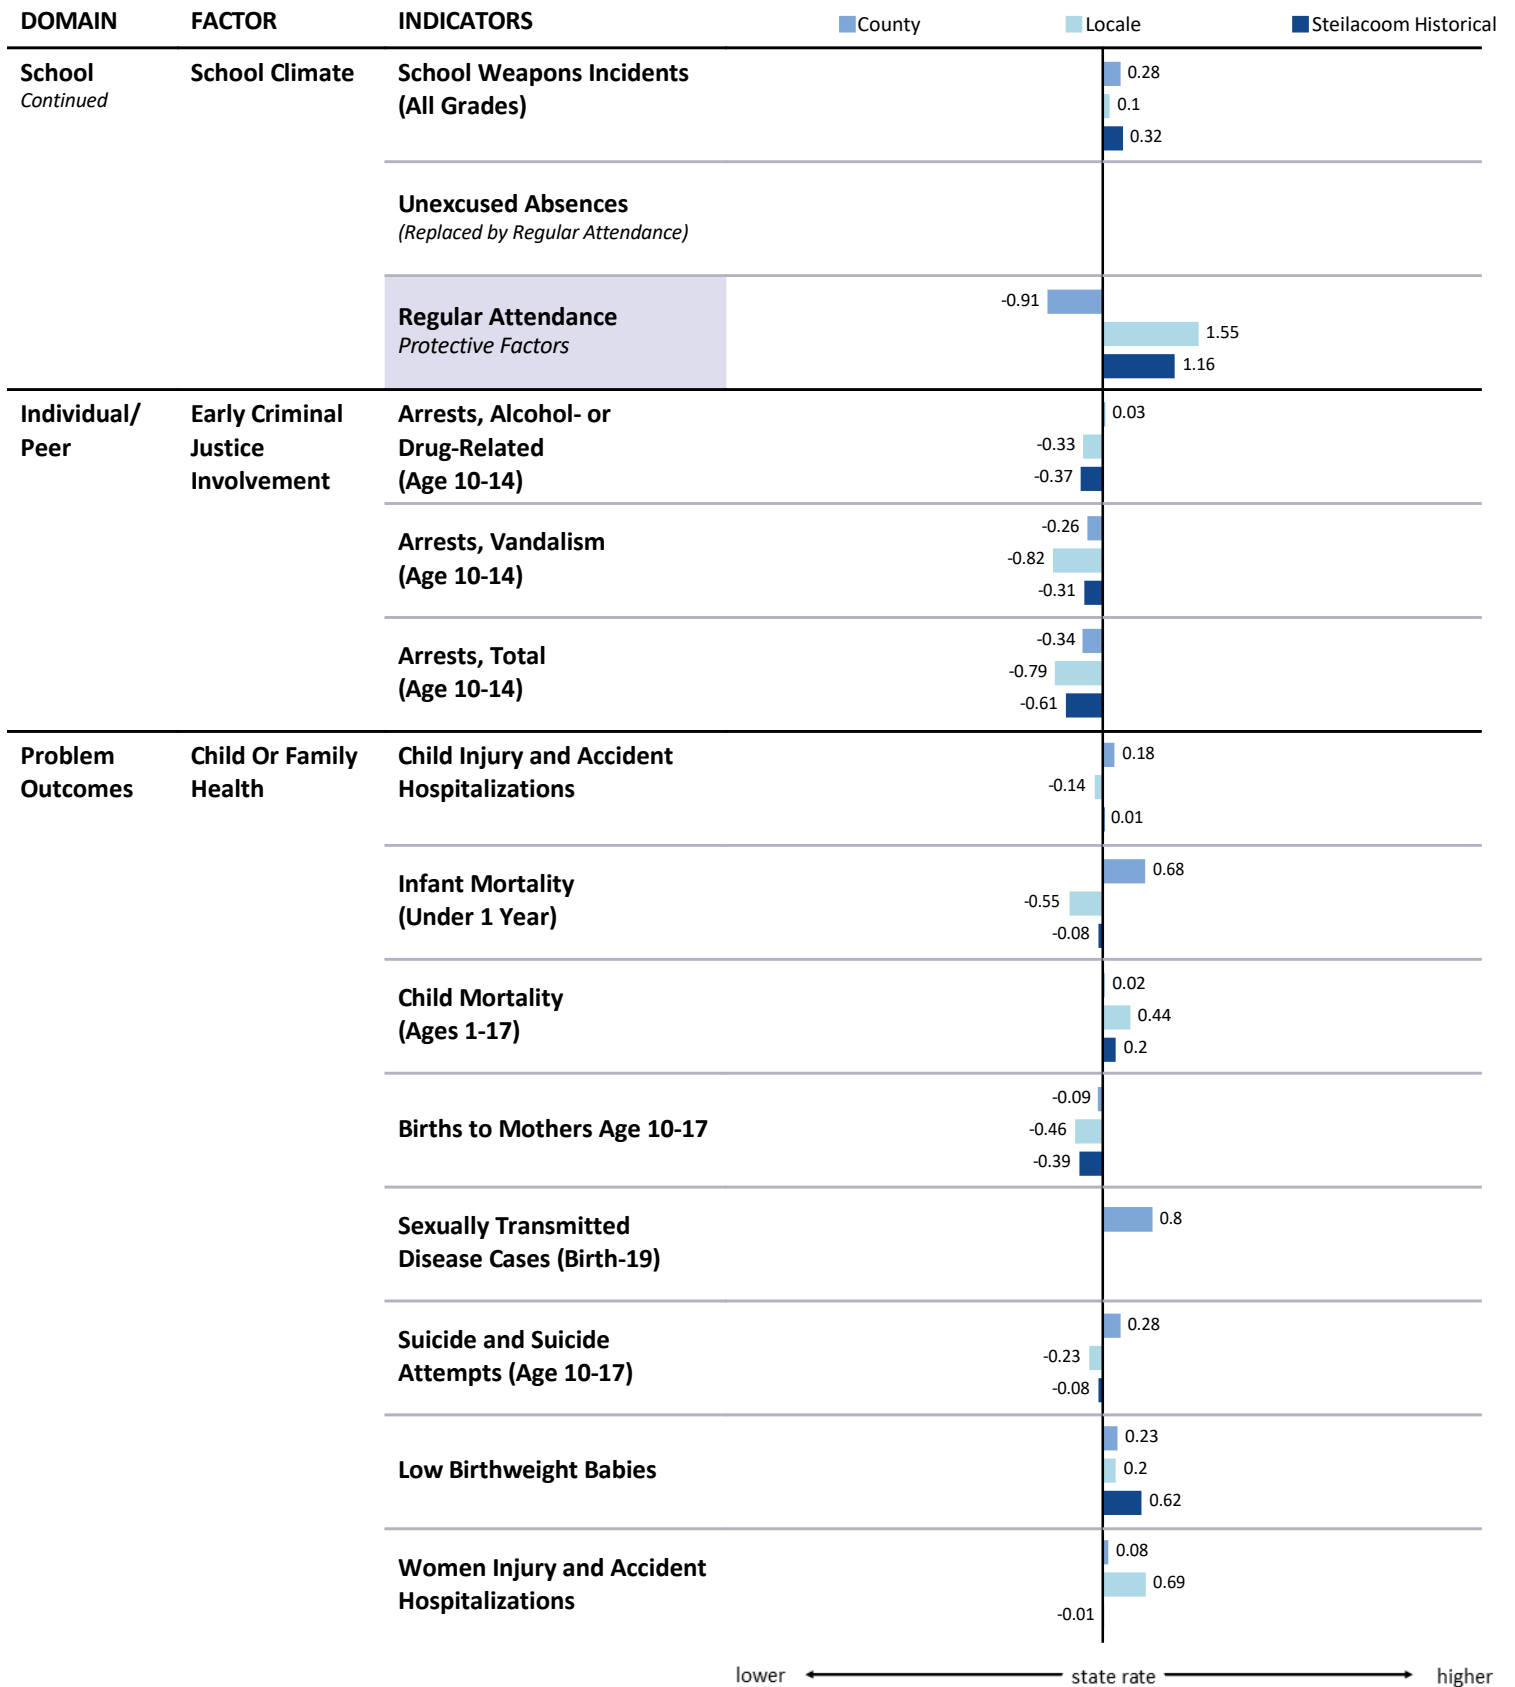 DOMAIN FACTOR INDICATORS County Locale Steilacoom Historical
School School Climate School Weapons Incidents 0.28
Continued (All Grades) 0.1
0.32
Unexcused Absences
(Replaced by Regular Attendance)
-0.91
Regular Attendance 1.55
Protective Factors 1.16
Individual/ Early Criminal Arrests, Alcohol- or 0.03
Peer Justice Drug-Related -0.33
Involvement (Age 10-14) -0.37
-0.26
Arrests, Vandalism -0.82
(Age 10-14) -0.31
-0.34
Arrests, Total -0.79
(Age 10-14) -0.61
Problem Child Or Family Child Injury and Accident 0.18
Outcomes Health Hospitalizations -0.14
0.01
0.68
Infant Mortality -0.55
(Under 1 Year) -0.08
0.02
Child Mortality 0.44
(Ages 1-17) 0.2
-0.09
Births to Mothers Age 10-17 -0.46
-0.39
Sexually Transmitted 0.8
Disease Cases (Birth-19)
0.28
Suicide and Suicide -0.23
Attempts (Age 10-17) -0.08
0.23
Low Birthweight Babies 0.2
0.62
0.08
Women Injury and Accident 0.69
Hospitalizations -0.01
lower state rate higher